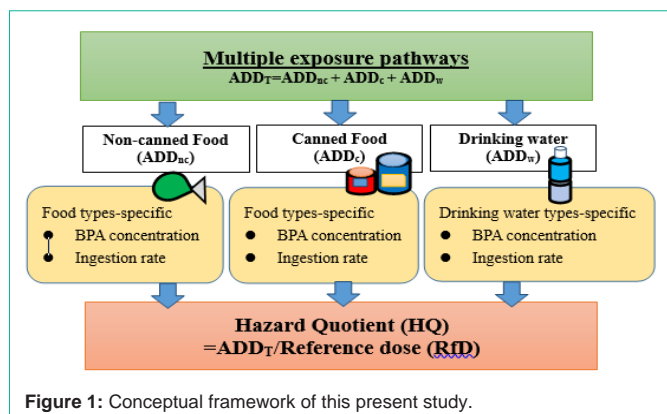 Multiple exposure pathways
ADDT=ADDnc + ADDc + ADDw
Non-canned Food
(ADDnc)
Canned Food
(ADDc)
Drinking water
(ADDw)
Food types-specific
● BPA concentration
● Ingestion rate
Food types-specific
● BPA concentration
● Ingestion rate
Drinking water types-specific
● BPA concentration
● Ingestion rate
Hazard Quotient (HQ)
=ADDT/Reference dose (RfD)
Figure 1: Conceptual framework of this present study.